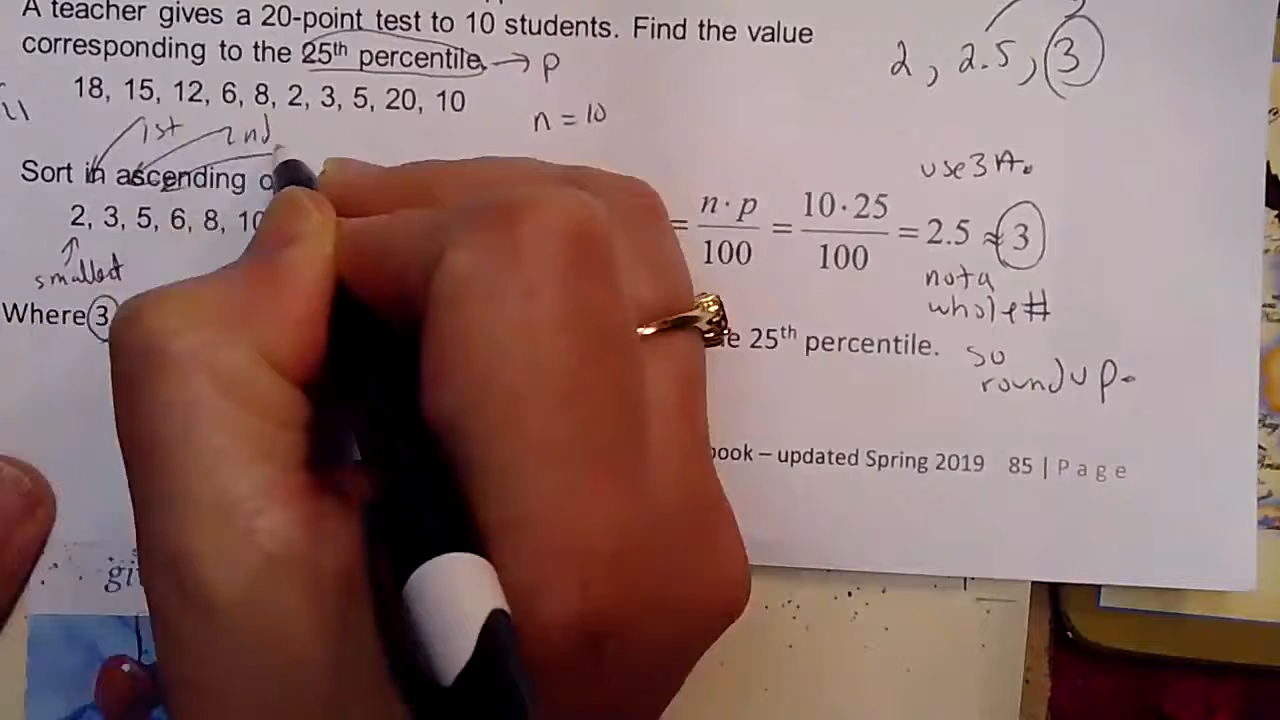 A teacher gives a 20-point test to 10 students. Find the value
corresponding to the 25th percentile. → p
2, 2.5, 3
18, 15, 12, 6, 8, 2, 3, 5, 20, 10
n = 10
1st 2nd
Sort in ascending
use 3rd.
2, 3, 5, 6, 8, 10
= n · p / 100 = 10 · 25 / 100 = 2.5 ≈ 3
smallest
not a
whole #
so
round up.
Where 3
25th percentile.
book – updated Spring 2019 85 | Page